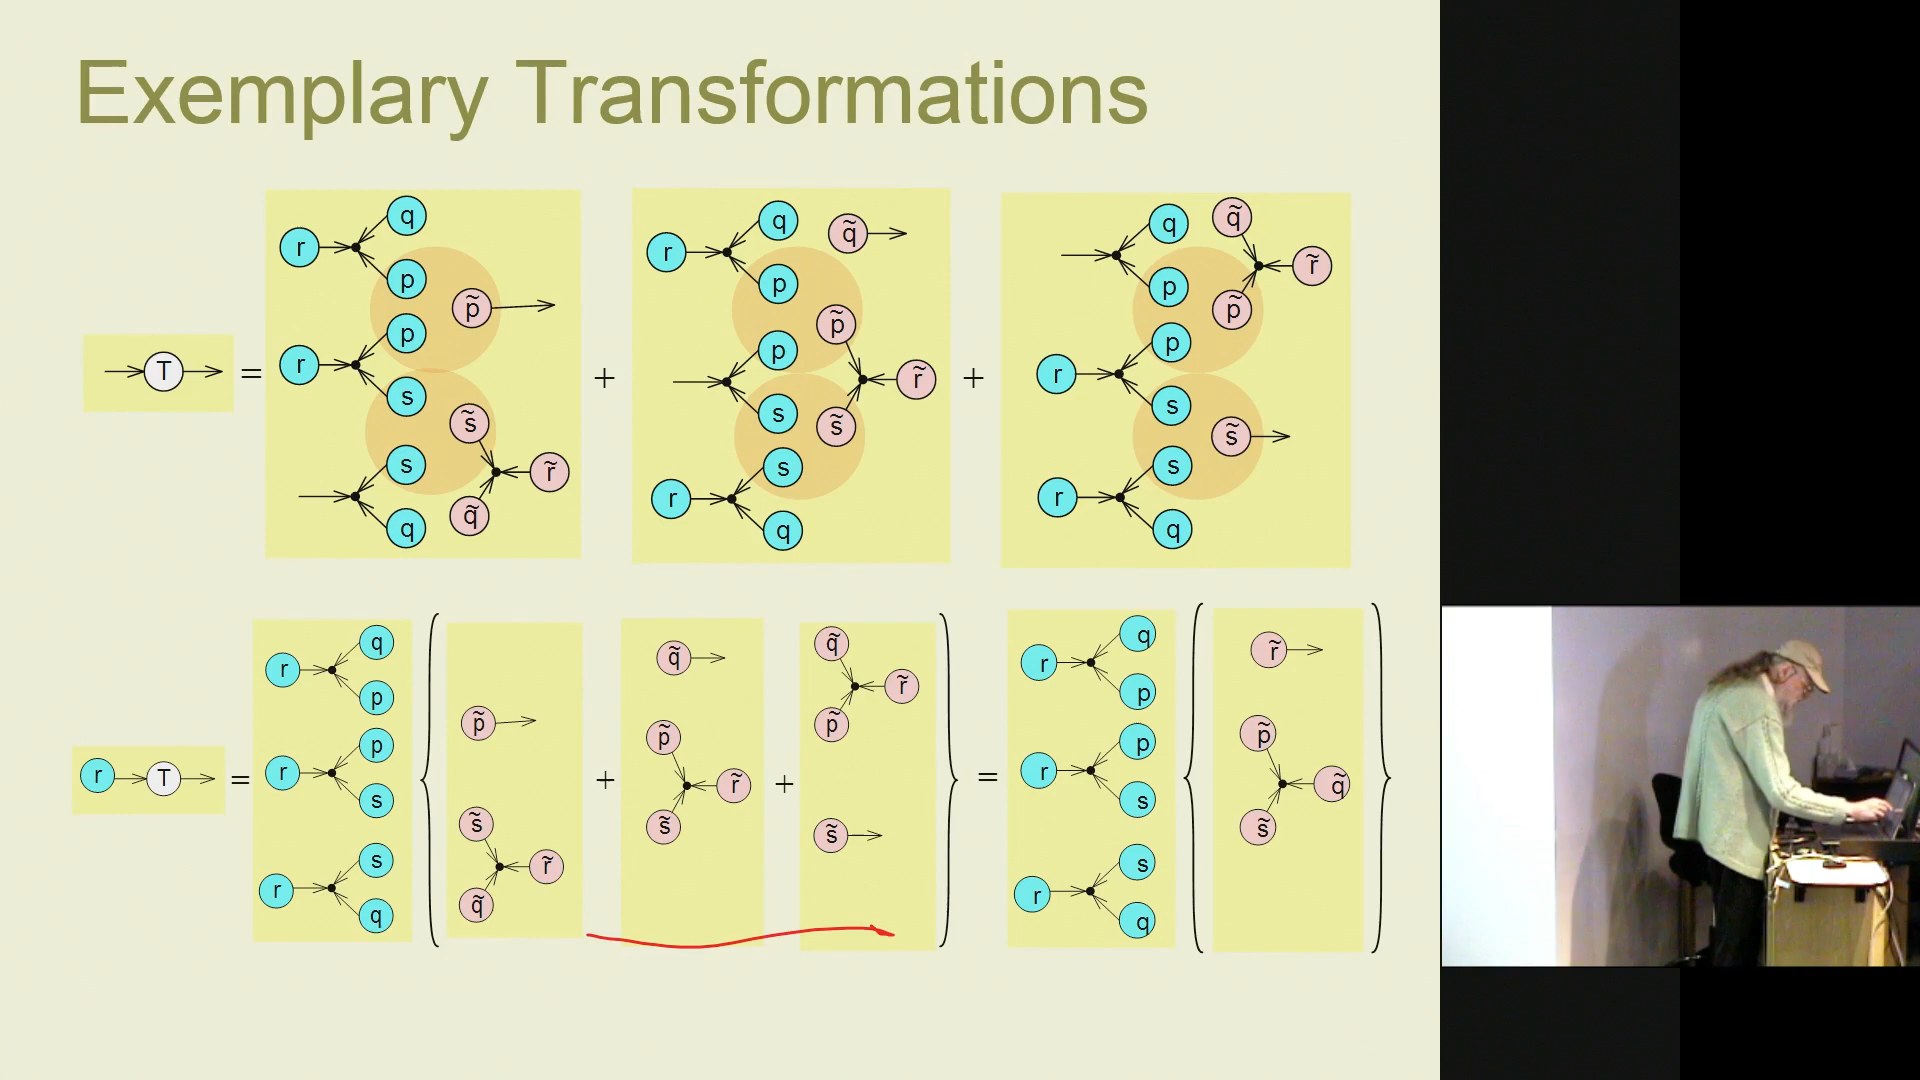 Exemplary Transformations
T = r q p r p s s q p̃ s̃ r̃ q̃ + r q p p s s r q q̃ p̃ r̃ s̃ + q p r p s s r q q̃ r̃ p̃ s̃
r T = r q p r p s r s q { p̃ s̃ r̃ q̃ + q̃ p̃ r̃ s̃ + q̃ r̃ p̃ s̃ } = r q p r p s r s q { r̃ p̃ q̃ s̃ }